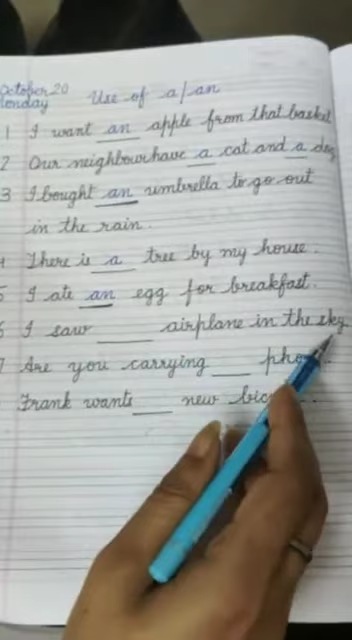 October 20
Monday
Use of a/an
1 I want an apple from that basket
2 Our neighbour have a cat and a dog
3 I bought an umbrella to go out
in the rain.
4 There is a tree by my house.
5 I ate an egg for breakfast.
6 I saw ____ airplane in the sky
7 Are you carrying ___
Frank wants ___ new